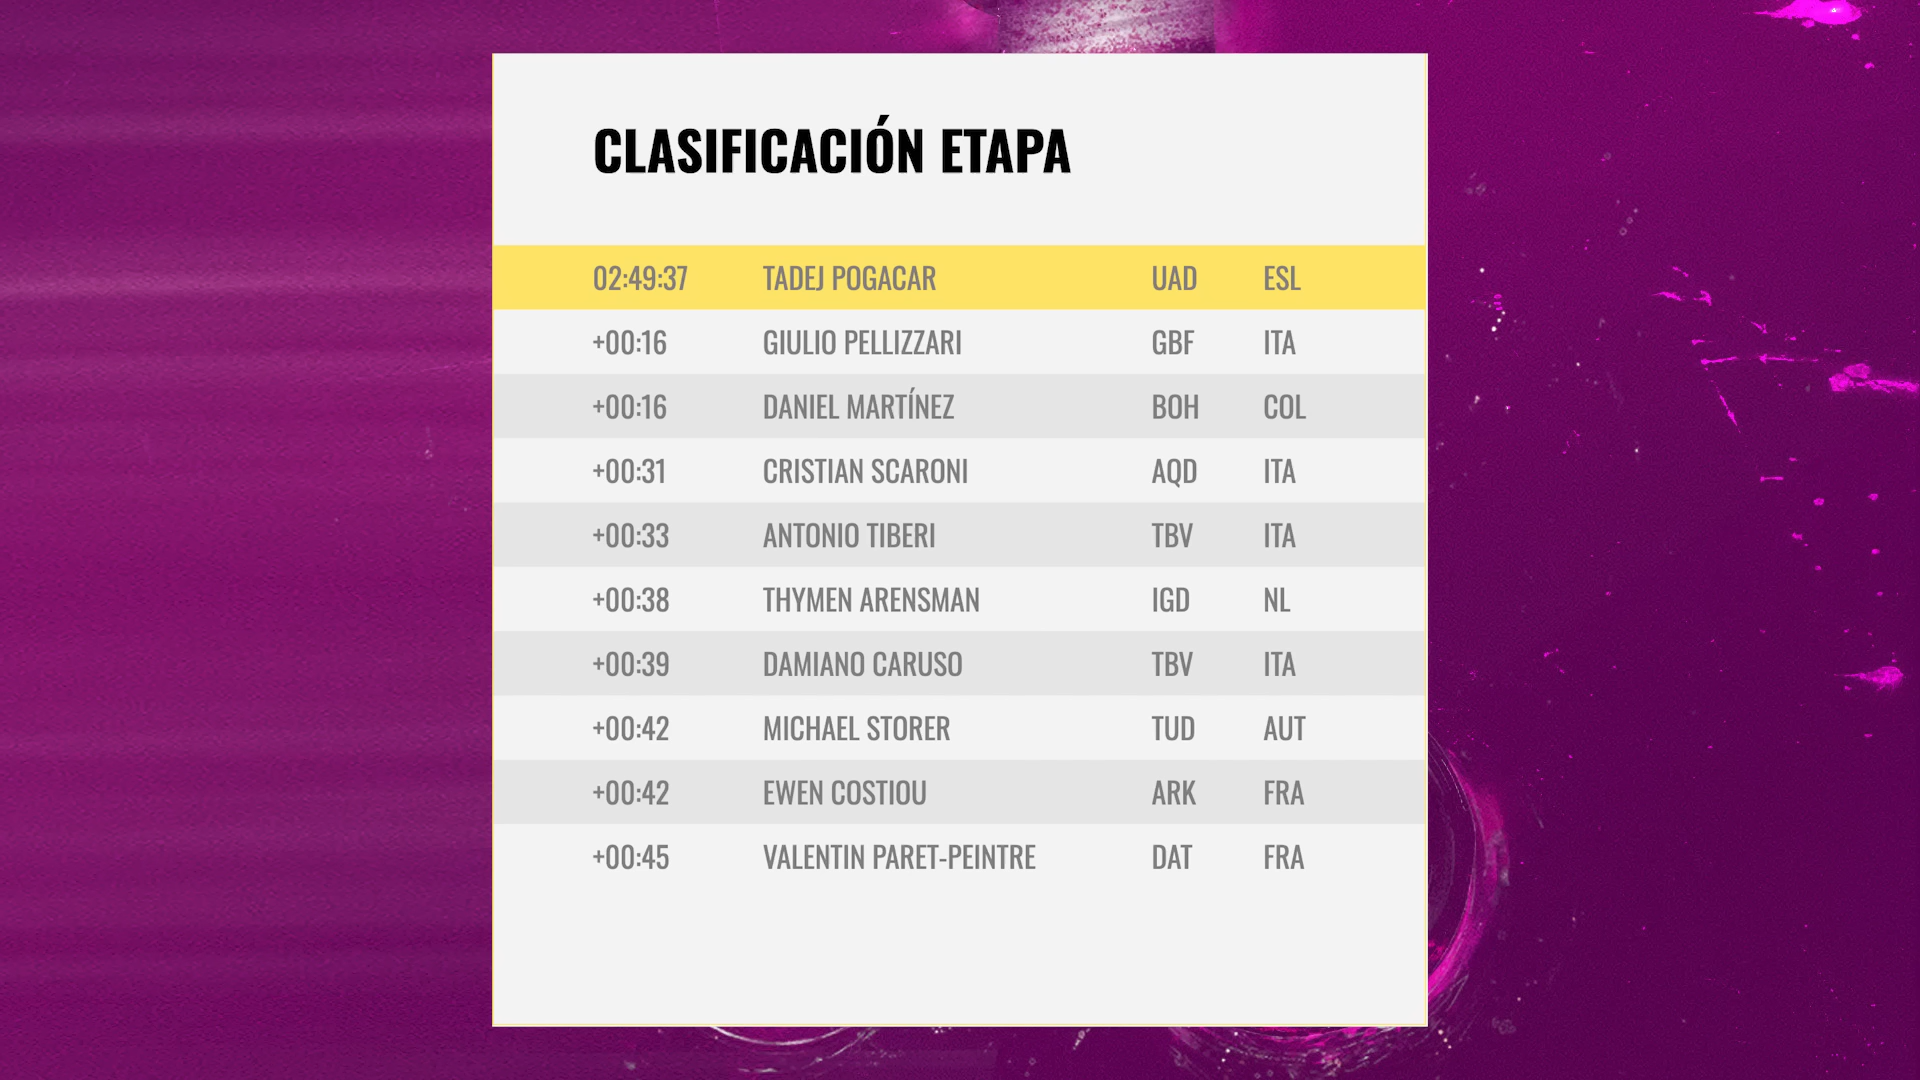 CLASIFICACIÓN ETAPA
02:49:37 TADEJ POGACAR UAD ESL
+00:16 GIULIO PELLIZZARI GBF ITA
+00:16 DANIEL MARTÍNEZ BOH COL
+00:31 CRISTIAN SCARONI AQD ITA
+00:33 ANTONIO TIBERI TBV ITA
+00:38 THYMEN ARENSMAN IGD NL
+00:39 DAMIANO CARUSO TBV ITA
+00:42 MICHAEL STORER TUD AUT
+00:42 EWEN COSTIOU ARK FRA
+00:45 VALENTIN PARET-PEINTRE DAT FRA